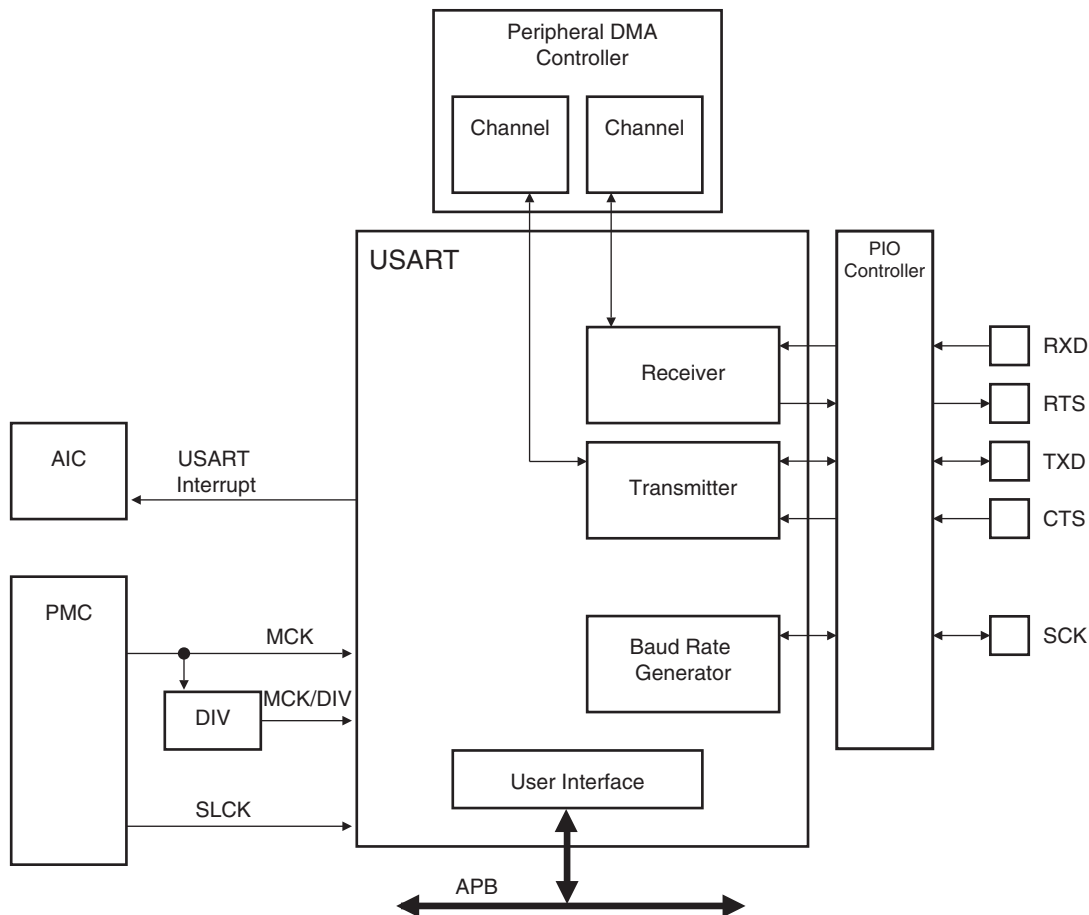 Peripheral DMA
Controller
Channel
Channel
USART
PIO
Controller
Receiver
RXD
RTS
AIC
USART
Interrupt
Transmitter
TXD
CTS
PMC
MCK
Baud Rate
Generator
SCK
DIV
MCK/DIV
User Interface
SLCK
APB